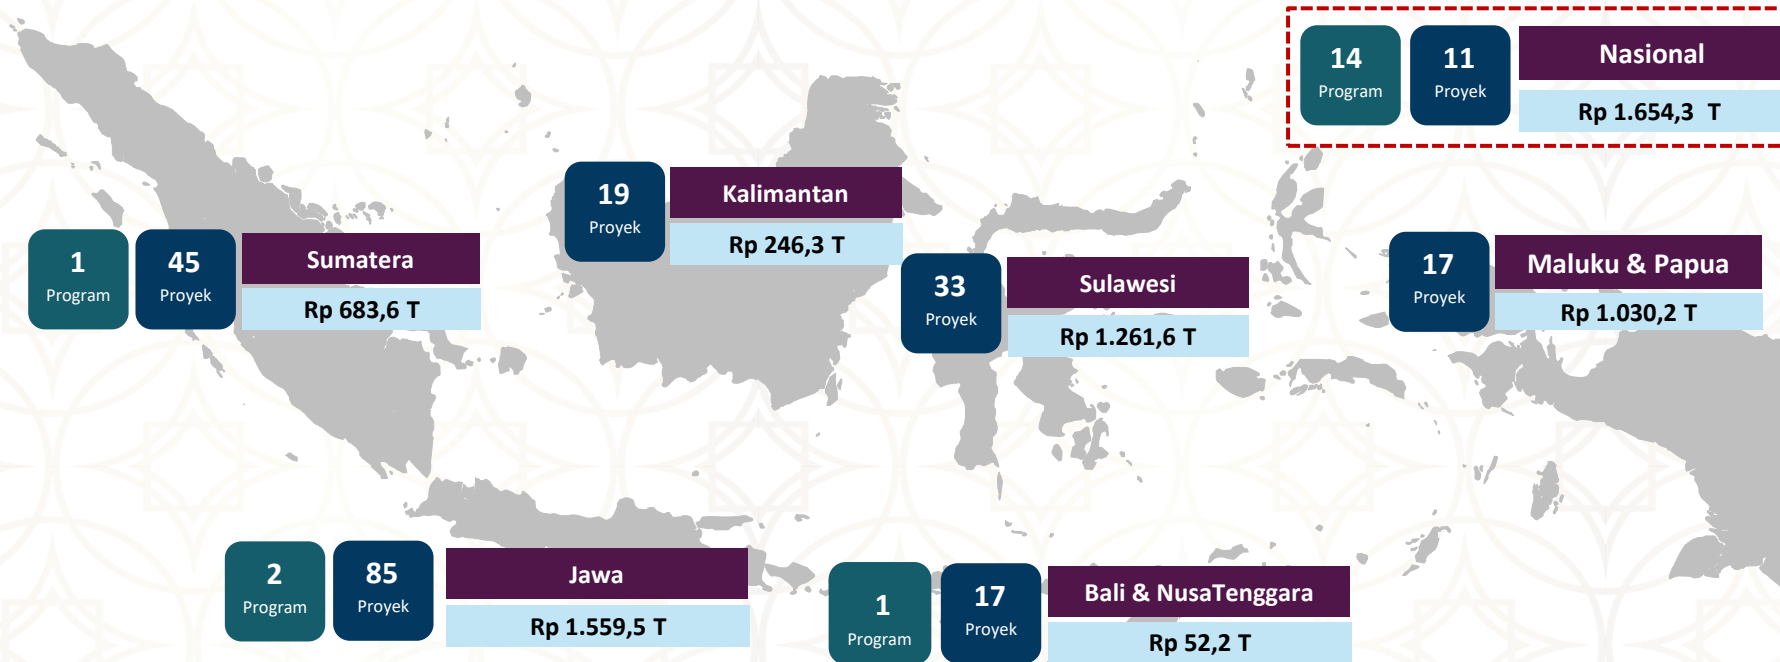 14
Program
11
Proyek
Nasional
Rp 1.654,3 T
19
Proyek
Kalimantan
Rp 246,3 T
1
Program
45
Proyek
Sumatera
Rp 683,6 T
33
Proyek
Sulawesi
Rp 1.261,6 T
17
Proyek
Maluku & Papua
Rp 1.030,2 T
2
Program
85
Proyek
Jawa
Rp 1.559,5 T
1
Program
17
Proyek
Bali & NusaTenggara
Rp 52,2 T